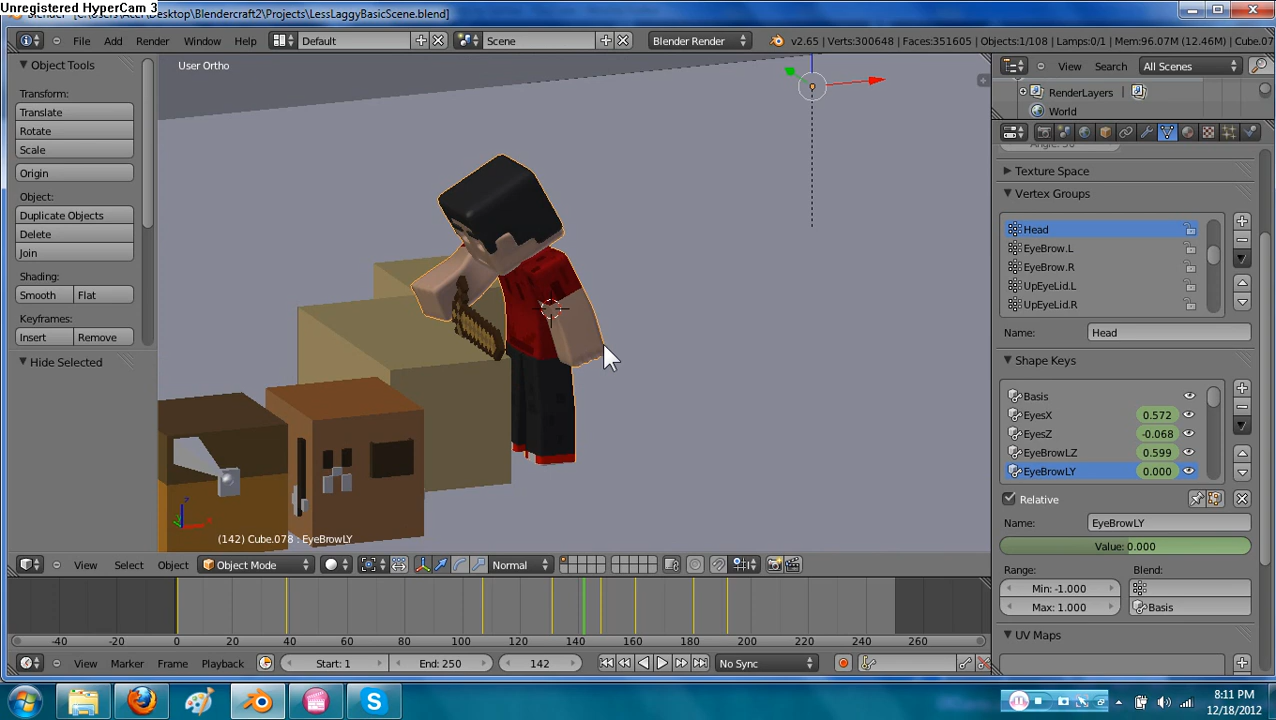 Unregistered HyperCam 3
Desktop\Blendercraft2\Projects\LessLaggyBasicScene.blend]
File Add Render Window Help Default Scene Blender Render v2.65 | Verts:300648 | Faces:351605 | Objects:1/108 | Lamps:0/1 | Mem:96.07M (12.46M) | Cube.07
Object Tools
User Ortho
View Search All Scenes
Transform:
RenderLayers
Translate
World
Rotate
Scale
Texture Space
Origin
Vertex Groups
Object:
Head
Duplicate Objects
EyeBrow.L
Delete
EyeBrow.R
Join
UpEyeLid.L
Shading:
UpEyeLid.R
Smooth Flat
Name: Head
Keyframes:
Insert Remove
Shape Keys
Hide Selected
Basis
EyesX 0.572
EyesZ -0.068
EyeBrowLZ 0.599
EyeBrowLY 0.000
Relative
Name: EyeBrowLY
(142) Cube.078 : EyeBrowLY
Value: 0.000
View Select Object Object Mode Normal
Range: Blend:
Min: -1.000
Max: 1.000 Basis
UV Maps
-40 -20 0 20 40 60 80 100 120 140 160 180 200 220 240 260
View Marker Frame Playback Start: 1 End: 250 142 No Sync
8:11 PM
12/18/2012